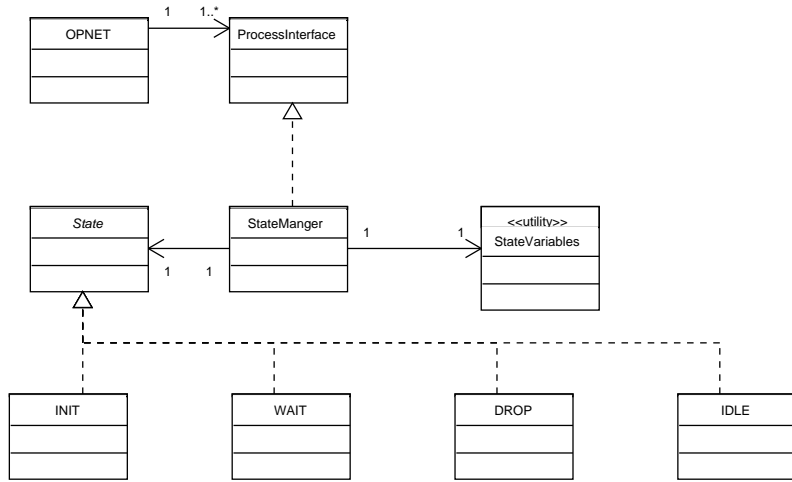 1
1..*
OPNET
ProcessInterface
State
StateManger
<<utility>>
StateVariables
1
1
1
1
INIT
WAIT
DROP
IDLE